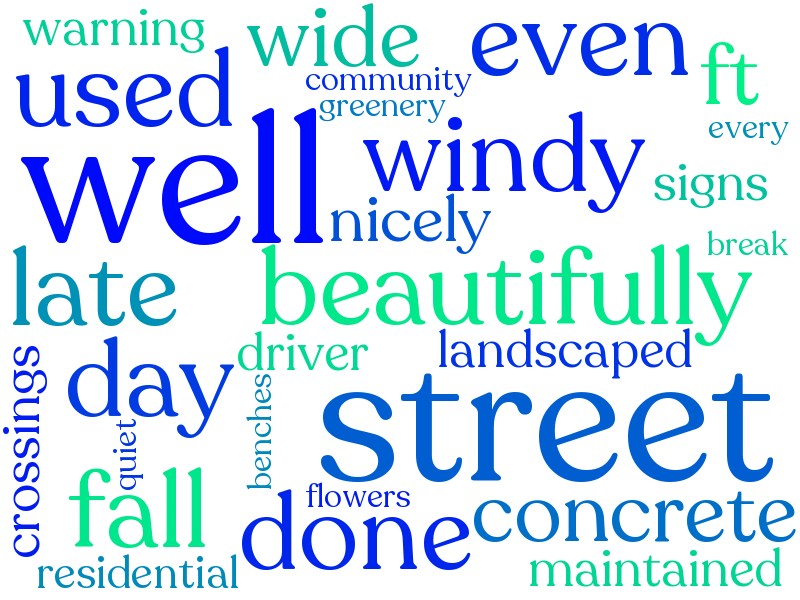 warning
wide
even
used
community
ft
greenery
every
well
windy
signs
nicely
late
beautifully
break
day
driver
landscaped
crossings
quiet
benches
street
fall
done
flowers
concrete
residential
maintained